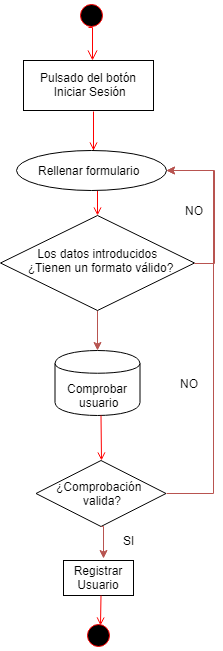 Pulsado del botón
Iniciar Sesión
Rellenar formulario
NO
Los datos introducidos
¿Tienen un formato válido?
Comprobar
usuario
NO
¿Comprobación
valida?
SI
Registrar
Usuario